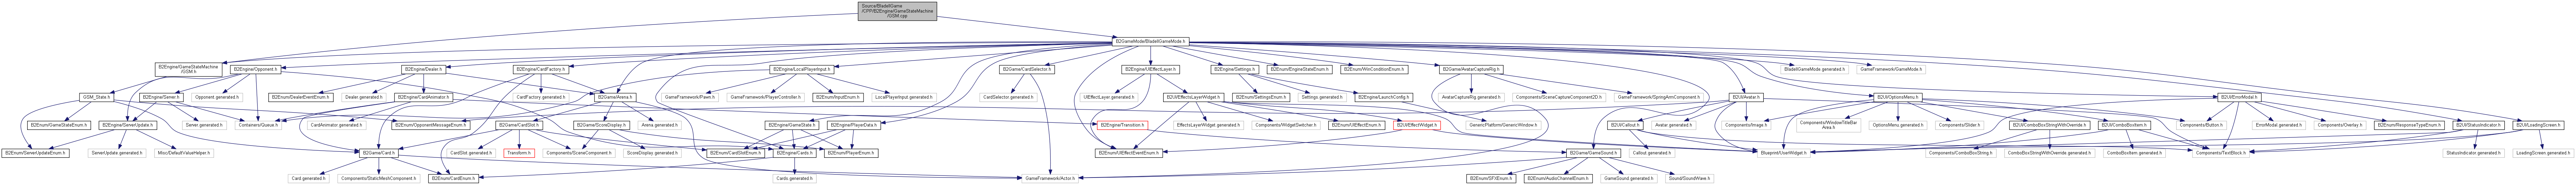 Source/BladeIIGame
/CPP/B2Engine/GameStateMachine
/GSM.cpp
B2GameMode/BladeIIGameMode.h
B2Engine/GameStateMachine
/GSM.h
B2Engine/Opponent.h
B2Engine/Dealer.h
B2Engine/CardFactory.h
B2Engine/LocalPlayerInput.h
B2Game/CardSelector.h
B2Engine/UIEffectLayer.h
B2Engine/Settings.h
B2Enum/EngineStateEnum.h
B2Enum/WinConditionEnum.h
B2Game/AvatarCaptureRig.h
BladeIIGameMode.generated.h
GameFramework/GameMode.h
GSM_State.h
B2Engine/Server.h
Opponent.generated.h
B2Enum/DealerEventEnum.h
Dealer.generated.h
B2Engine/CardAnimator.h
CardFactory.generated.h
B2Game/Arena.h
GameFramework/Pawn.h
GameFramework/PlayerController.h
B2Enum/InputEnum.h
LocalPlayerInput.generated.h
CardSelector.generated.h
UIEffectLayer.generated.h
B2UI/EffectsLayerWidget.h
B2Enum/SettingsEnum.h
Settings.generated.h
B2Engine/LaunchConfig.h
AvatarCaptureRig.generated.h
Components/SceneCaptureComponent2D.h
GameFramework/SpringArmComponent.h
B2UI/Avatar.h
B2UI/OptionsMenu.h
B2UI/ErrorModal.h
B2Enum/GameStateEnum.h
B2Engine/ServerUpdate.h
Server.generated.h
Containers/Queue.h
CardAnimator.generated.h
B2Enum/OpponentMessageEnum.h
B2Game/CardSlot.h
B2Game/ScoreDisplay.h
Arena.generated.h
B2Engine/GameState.h
B2Engine/PlayerData.h
B2Engine/Transition.h
EffectsLayerWidget.generated.h
Components/WidgetSwitcher.h
B2Enum/UIEffectEnum.h
B2UI/EffectWidget.h
GenericPlatform/GenericWindow.h
B2UI/Callout.h
Avatar.generated.h
Components/Image.h
Components/WindowTitleBar
Area.h
OptionsMenu.generated.h
Components/Slider.h
B2UI/ComboBoxStringWithOverride.h
B2UI/ComboBoxItem.h
Components/Button.h
ErrorModal.generated.h
Components/Overlay.h
B2Enum/ResponseTypeEnum.h
B2UI/StatusIndicator.h
B2UI/LoadingScreen.h
B2Enum/ServerUpdateEnum.h
ServerUpdate.generated.h
Misc/DefaultValueHelper.h
B2Game/Card.h
CardSlot.generated.h
Transform.h
Components/SceneComponent.h
ScoreDisplay.generated.h
B2Enum/CardSlotEnum.h
B2Engine/Cards.h
B2Enum/PlayerEnum.h
B2Enum/UIEffectEventEnum.h
B2Game/GameSound.h
Callout.generated.h
Blueprint/UserWidget.h
Components/ComboBoxString.h
ComboBoxStringWithOverride.generated.h
ComboBoxItem.generated.h
Components/TextBlock.h
StatusIndicator.generated.h
LoadingScreen.generated.h
Card.generated.h
Components/StaticMeshComponent.h
B2Enum/CardEnum.h
Cards.generated.h
GameFramework/Actor.h
B2Enum/SFXEnum.h
B2Enum/AudioChannelEnum.h
GameSound.generated.h
Sound/SoundWave.h